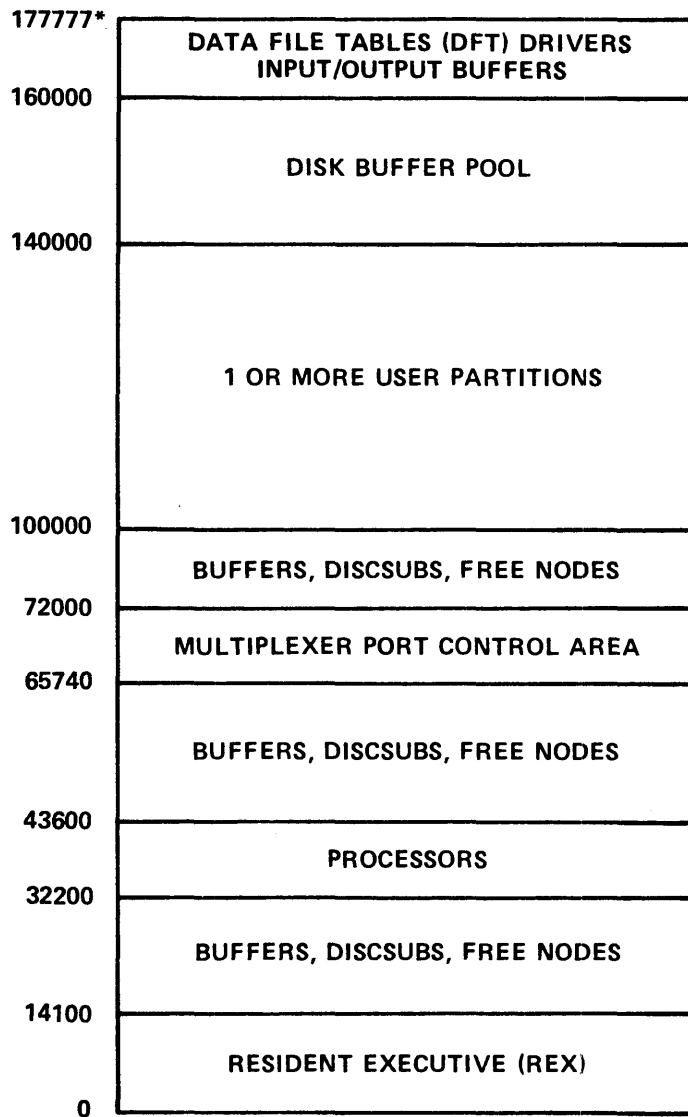 177777*
DATA FILE TABLES (DFT) DRIVERS
INPUT/OUTPUT BUFFERS
160000
DISK BUFFER POOL
140000
1 OR MORE USER PARTITIONS
100000
BUFFERS, DISCSUBS, FREE NODES
72000
MULTIPLEXER PORT CONTROL AREA
65740
BUFFERS, DISCSUBS, FREE NODES
43600
PROCESSORS
32200
BUFFERS, DISCSUBS, FREE NODES
14100
RESIDENT EXECUTIVE (REX)
0